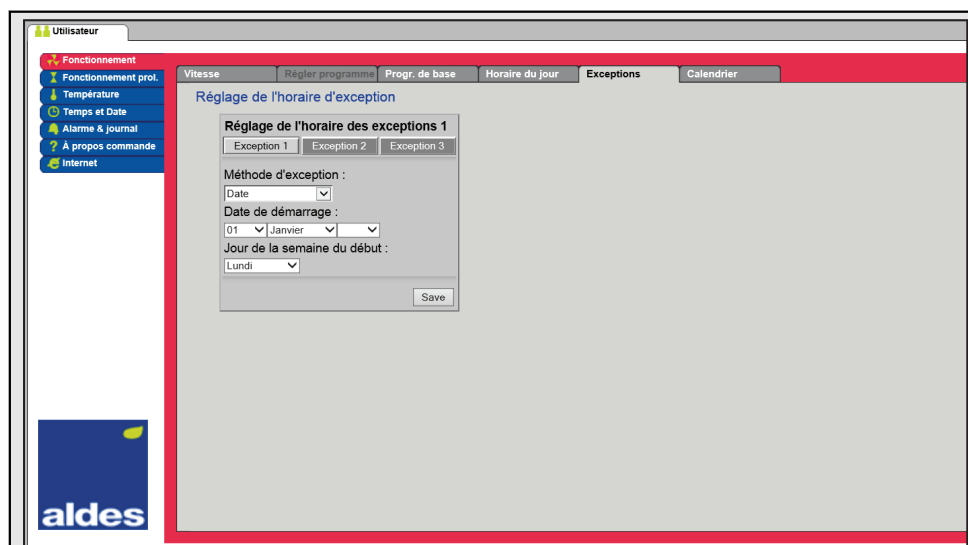 Utilisateur
Fonctionnement
Fonctionnement prol.
Température
Temps et Date
Alarme & journal
À propos commande
Internet
Vitesse
Régler programme
Progr. de base
Horaire du jour
Exceptions
Calendrier
Réglage de l'horaire d'exception
Réglage de l'horaire des exceptions 1
Exception 1
Exception 2
Exception 3
Méthode d'exception :
Date
Date de démarrage :
01
Janvier
Jour de la semaine du début :
Lundi
Save
aldes